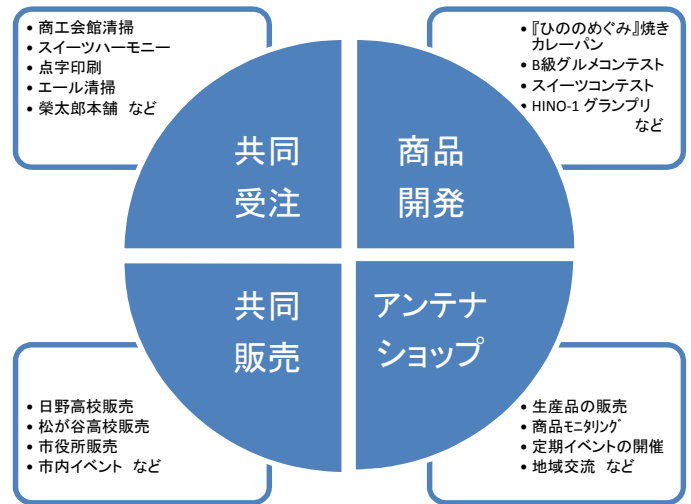 • 商工会館清掃
• スイーツハーモニー
• 点字印刷
• エール清掃
• 榮太郎本舗 など
• 『ひののめぐみ』焼き
カレーパン
• B級グルメコンテスト
• スイーツコンテスト
• HINO-1 グランプリ
など
共同
受注
商品
開発
共同
販売
アンテナ
ショップ
• 日野高校販売
• 松が谷高校販売
• 市役所販売
• 市内イベント など
• 生産品の販売
• 商品ﾓﾆﾀﾘﾝｸﾞ
• 定期イベントの開催
• 地域交流 など